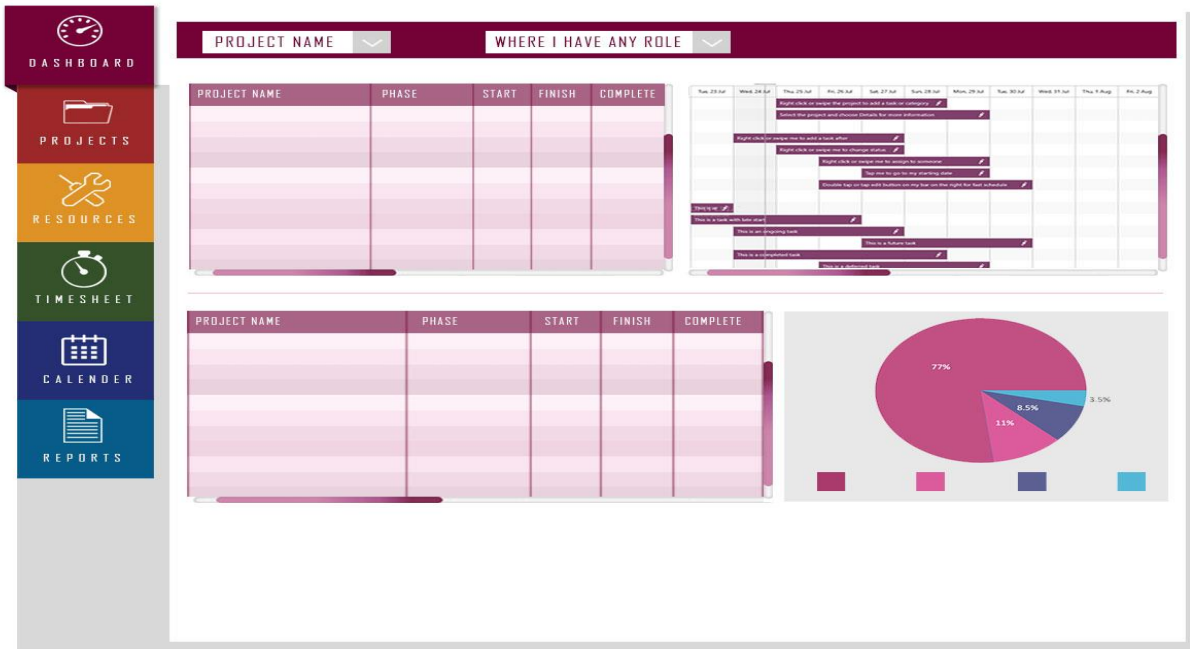 DASHBOARD
PROJECTS
RESOURCES
TIMESHEET
CALENDER
REPORTS
PROJECT NAME
WHERE I HAVE ANY ROLE
PROJECT NAME PHASE START FINISH COMPLETE
Tue, 23 Jul Wed, 24 Jul Thu, 25 Jul Fri, 26 Jul Sat, 27 Jul Sun, 28 Jul Mon, 29 Jul Tue, 30 Jul Wed, 31 Jul Thu, 1 Aug Fri, 2 Aug
Right click or swipe the project to add a task or category
Select the project and choose Details for more information
Right click or swipe me to add a task after
Right click or swipe me to change status
Right click or swipe me to assign to someone
Tap me to go to my starting date
Double tap or tap edit button on my bar on the right for fast schedule
This is a task with late start
This is an ongoing task
This is a future task
This is a completed task
This is a deferred task
PROJECT NAME PHASE START FINISH COMPLETE
77%
3.5%
8.5%
11%